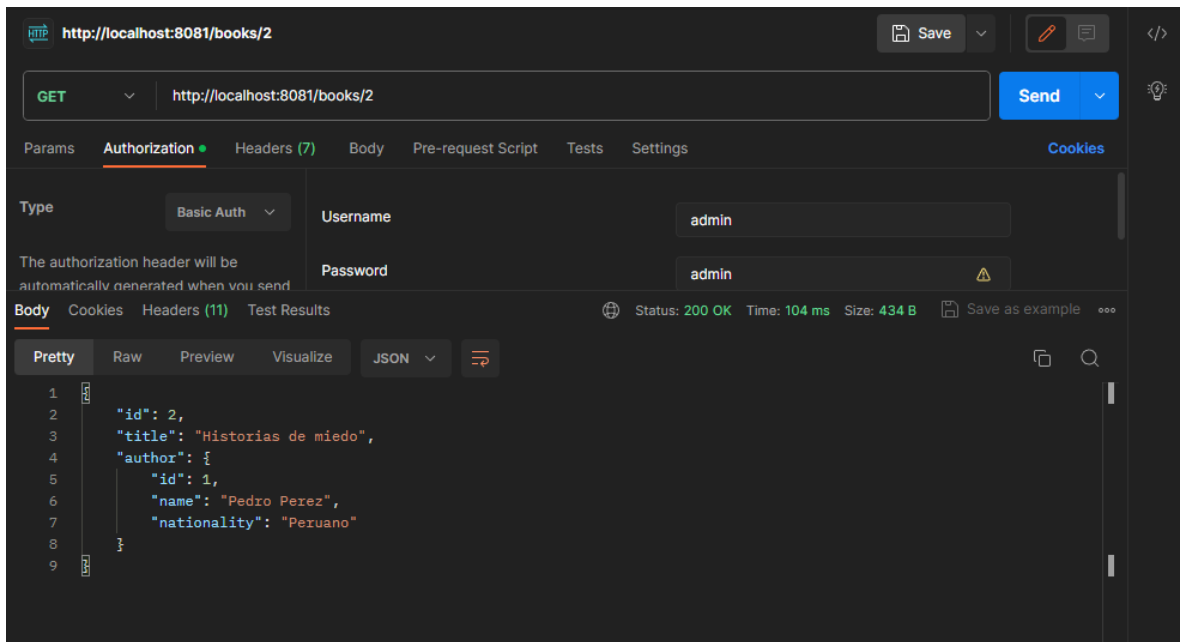 HTTP http://localhost:8081/books/2 Save </>
GET http://localhost:8081/books/2 Send
Params Authorization Headers (7) Body Pre-request Script Tests Settings Cookies
Type Basic Auth
Username admin
The authorization header will be
automatically generated when you send
Password admin
Body Cookies Headers (11) Test Results Status: 200 OK Time: 104 ms Size: 434 B Save as example
Pretty Raw Preview Visualize JSON
1 {
2 "id": 2,
3 "title": "Historias de miedo",
4 "author": {
5 "id": 1,
6 "name": "Pedro Perez",
7 "nationality": "Peruano"
8 }
9 }